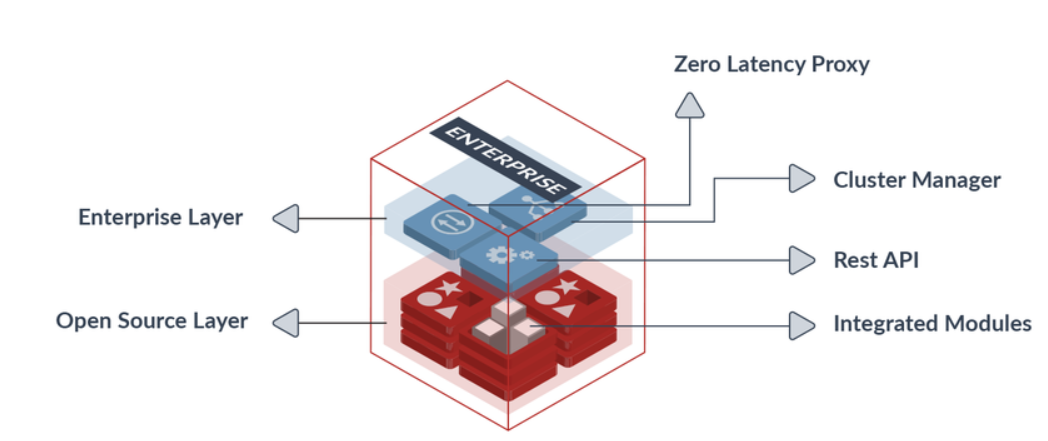 Zero Latency Proxy
ENTERPRISE
Cluster Manager
Enterprise Layer
Rest API
Open Source Layer
Integrated Modules